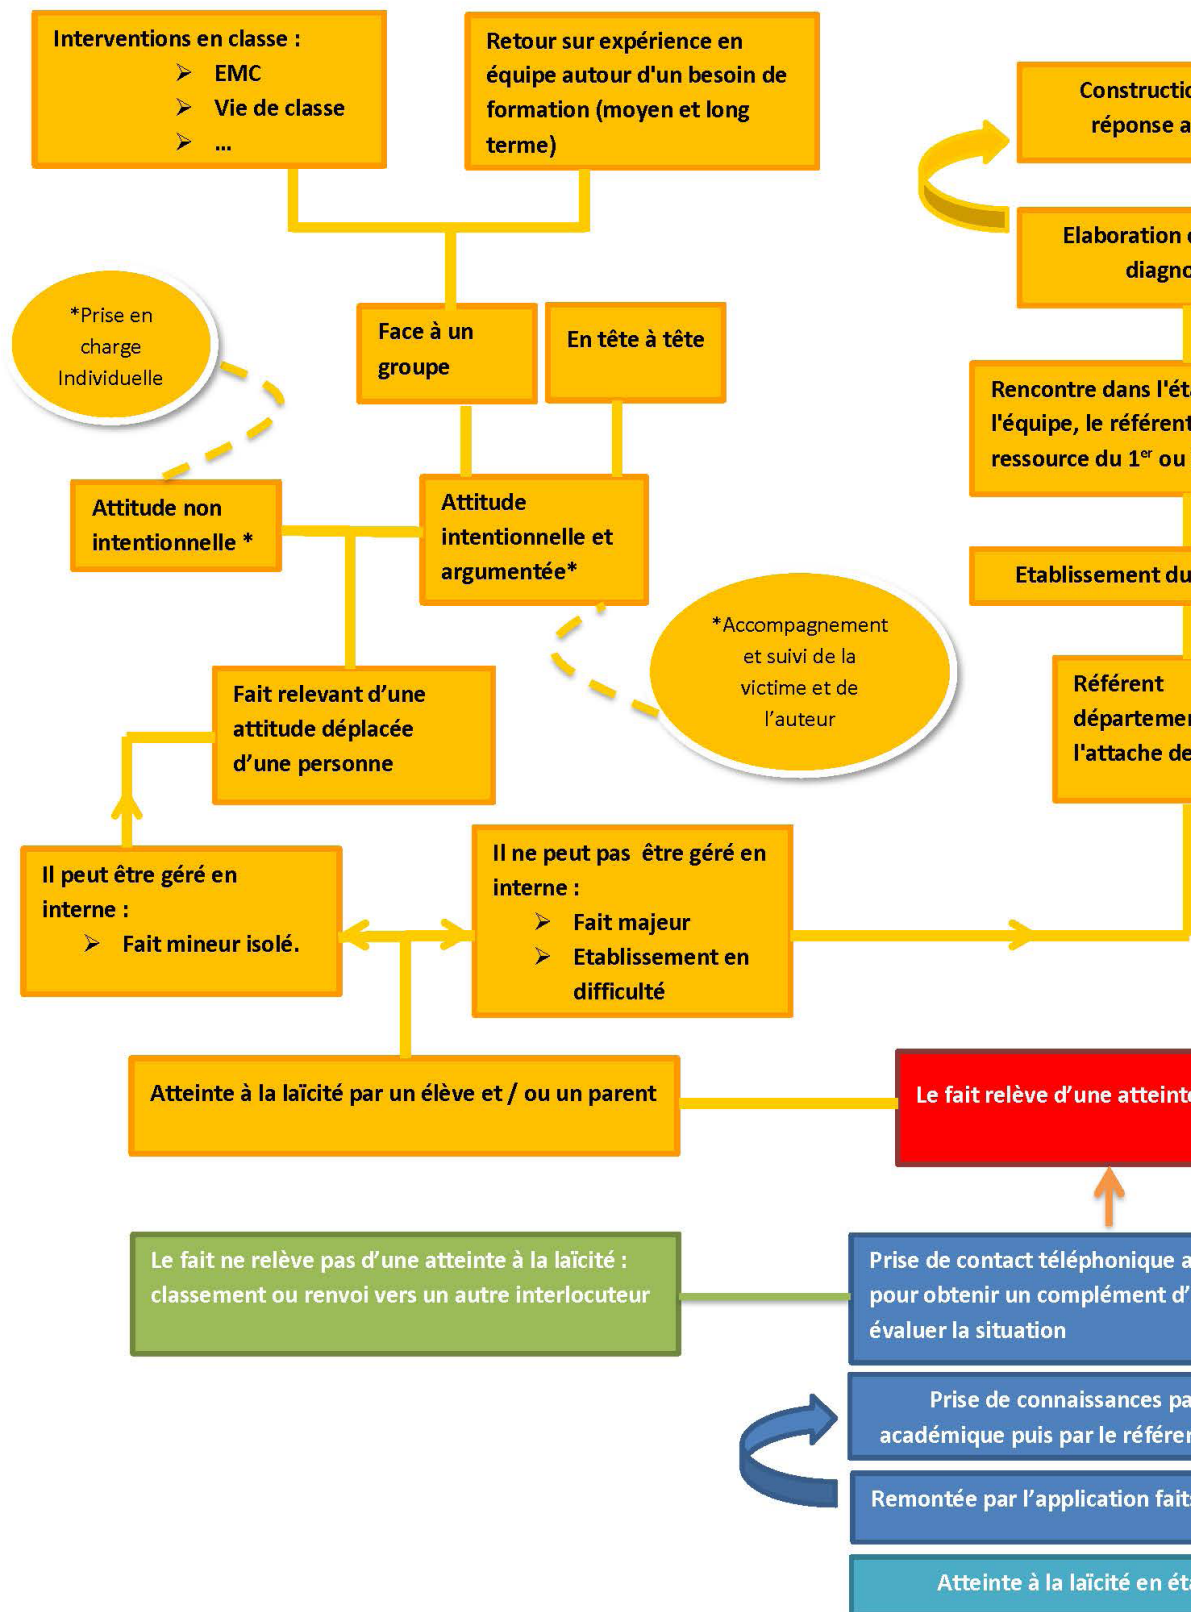 Interventions en classe :
➢ EMC
➢ Vie de classe
➢ ...
Retour sur expérience en
équipe autour d'un besoin de
formation (moyen et long
terme)
Constructio
réponse a
Elaboration
diagno
*Prise en
charge
Individuelle
Face à un
groupe
En tête à tête
Rencontre dans l'éta
l'équipe, le référent
ressource du 1er ou
Attitude non
intentionnelle *
Attitude
intentionnelle et
argumentée*
Etablissement du
*Accompagnement
et suivi de la
victime et de
l’auteur
Fait relevant d’une
attitude déplacée
d’une personne
Référent
départemen
l'attache de
Il peut être géré en
interne :
➢ Fait mineur isolé.
Il ne peut pas être géré en
interne :
➢ Fait majeur
➢ Etablissement en
difficulté
Atteinte à la laïcité par un élève et / ou un parent
Le fait relève d’une atteinte
Le fait ne relève pas d’une atteinte à la laïcité :
classement ou renvoi vers un autre interlocuteur
Prise de contact téléphonique a
pour obtenir un complément d’
évaluer la situation
Prise de connaissances pa
académique puis par le référen
Remontée par l’application faits
Atteinte à la laïcité en éta